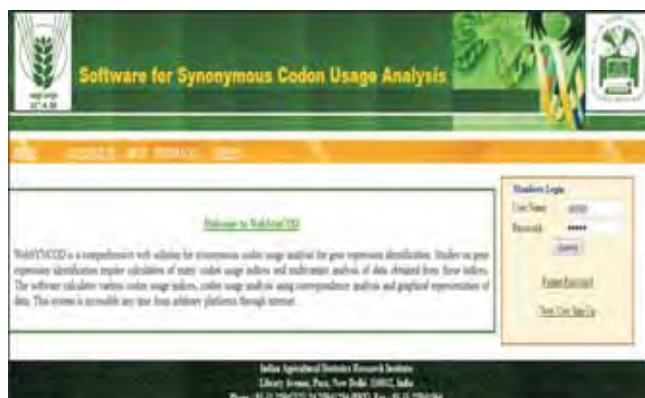 Software for Synonymous Codon Usage Analysis
HOME
Welcome to WebSYNCOD
WebSYNCOD is a comprehensive web solution for synonymous codon usage analysis for gene expression identification. Studies on gene
expression identification require calculation of many codon usage indices and multivariate analysis of data obtained from these indices.
The software calculates various codon usage indices, codon usage analysis using correspondence analysis and graphical representation of
data. This system is accessible any time from arbitrary platforms through internet.
Members Login
User Name
Password
Forgot Password
New User Sign Up
Indian Agricultural Statistics Research Institute
Library Avenue, Pusa, New Delhi 110012, India